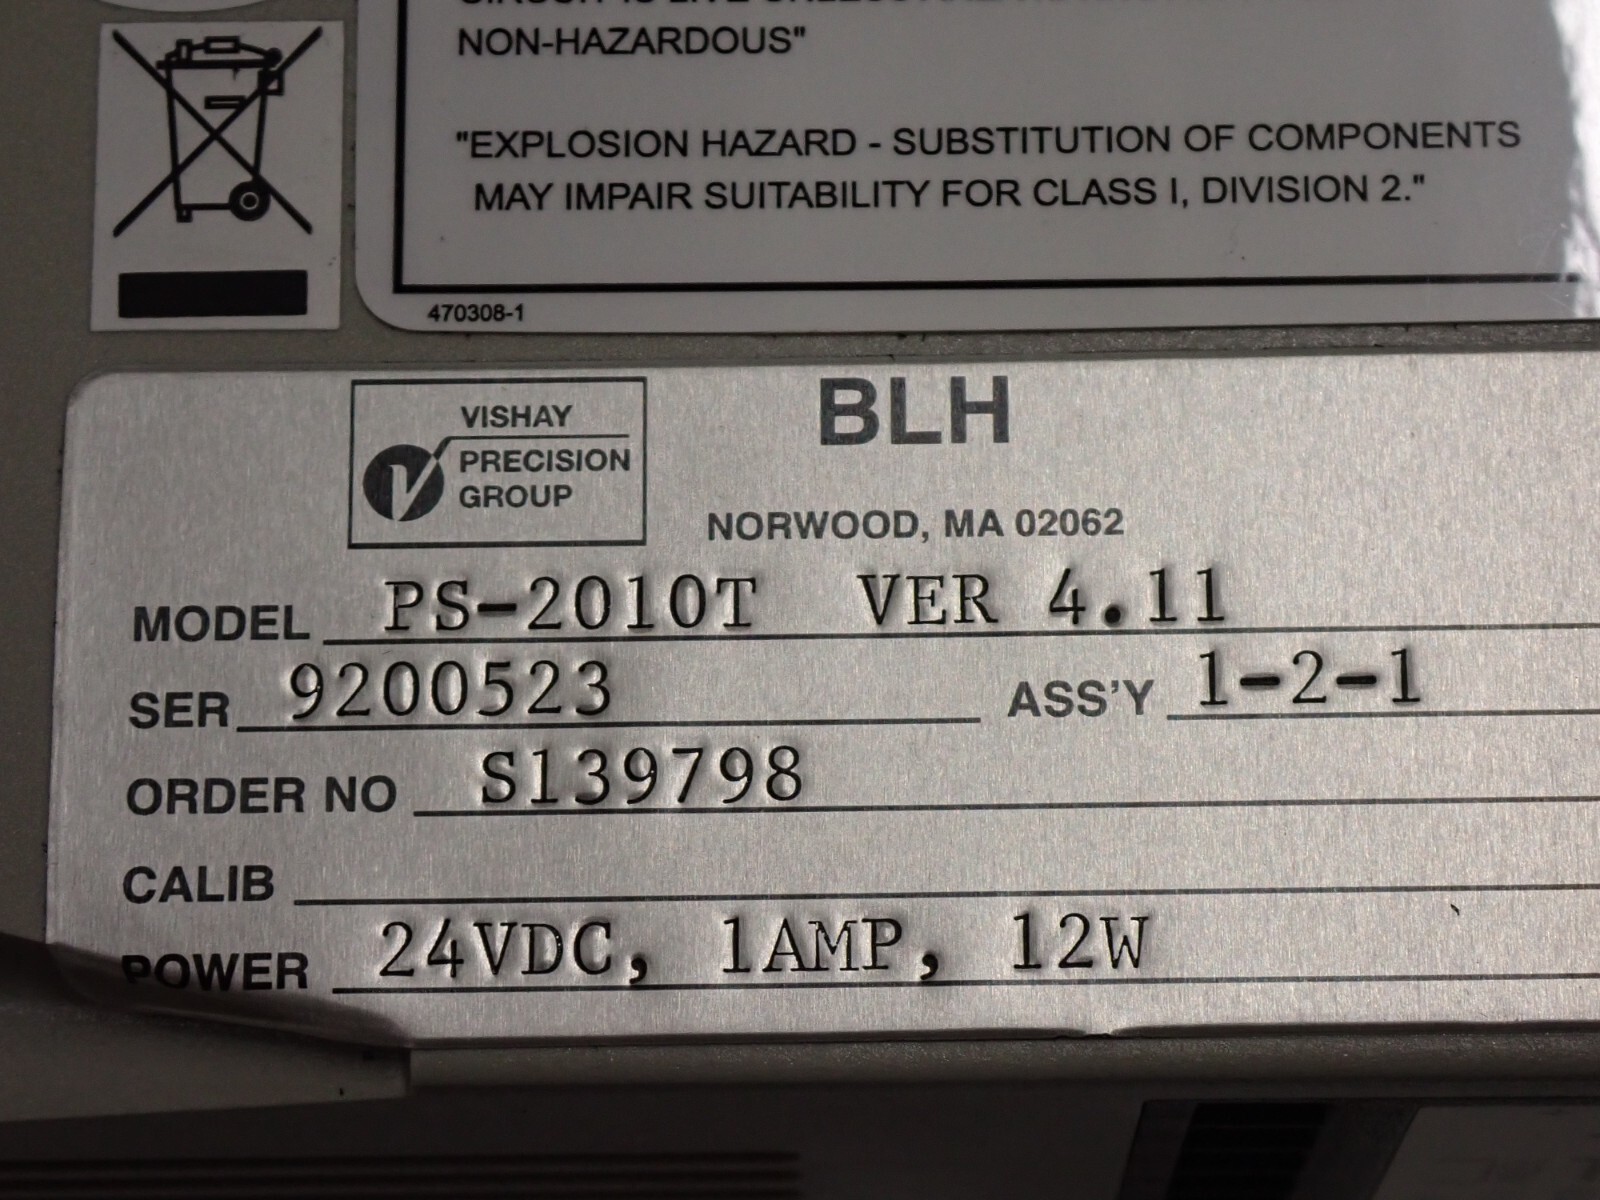 NON-HAZARDOUS"
"EXPLOSION HAZARD - SUBSTITUTION OF COMPONENTS
MAY IMPAIR SUITABILITY FOR CLASS I, DIVISION 2."
470308-1
VISHAY
PRECISION
GROUP
BLH
NORWOOD, MA 02062
MODEL PS-2010T VER 4.11
SER 9200523 ASS'Y 1-2-1
ORDER NO S139798
CALIB
POWER 24VDC, 1AMP, 12W